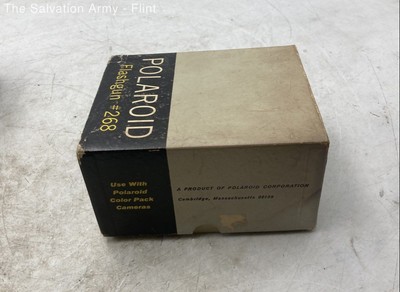 The Salvation Army - Flint
POLAROID
Flashgun - #268
Use With
Polaroid
Color Pack
Cameras
A PRODUCT OF POLAROID CORPORATION
Cambridge, Massachusetts